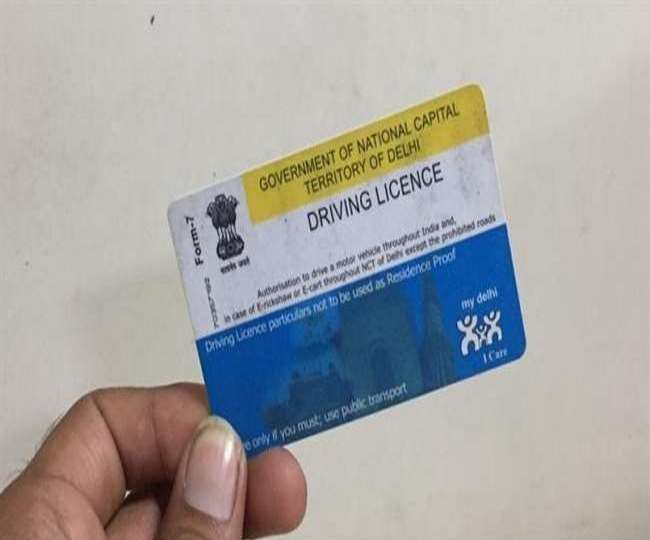 GOVERNMENT OF NATIONAL CAPITAL
TERRITORY OF DELHI
DRIVING LICENCE
Form-7
सत्यमेव जयते
Authorisation to drive a motor vehicle throughout India and,
in case of E-rickshaw or E-cart throughout NCT of Delhi except the prohibited roads
Driving Licence particulars not to be used as Residence Proof
my delhi
I Care
e only if you must; use public transport